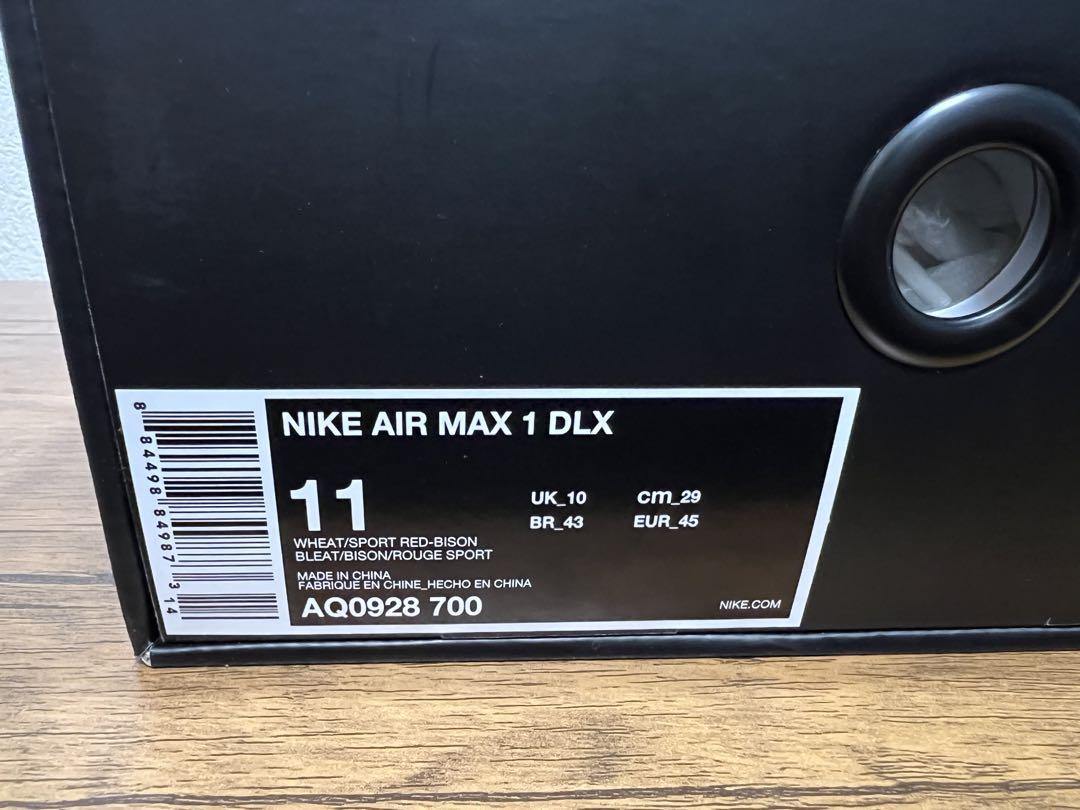 NIKE AIR MAX 1 DLX
11
UK_10 cm_29
BR_43 EUR_45
WHEAT/SPORT RED-BISON
BLEAT/BISON/ROUGE SPORT
MADE IN CHINA
FABRIQUE EN CHINE_HECHO EN CHINA
AQ0928 700
NIKE.COM
8 84498 84987 3 14